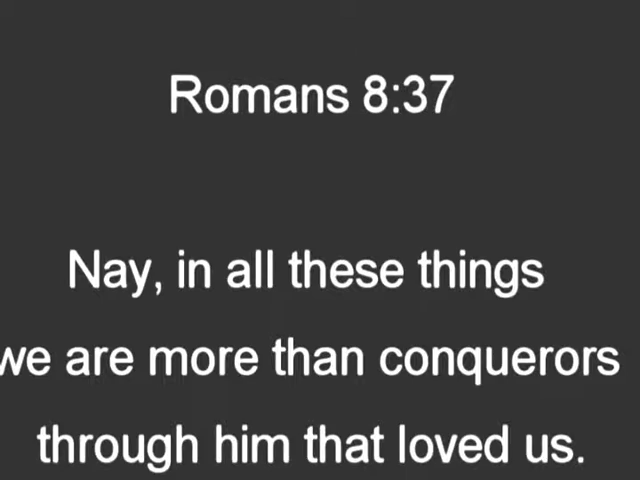 Romans 8:37
Nay, in all these things
we are more than conquerors
through him that loved us.